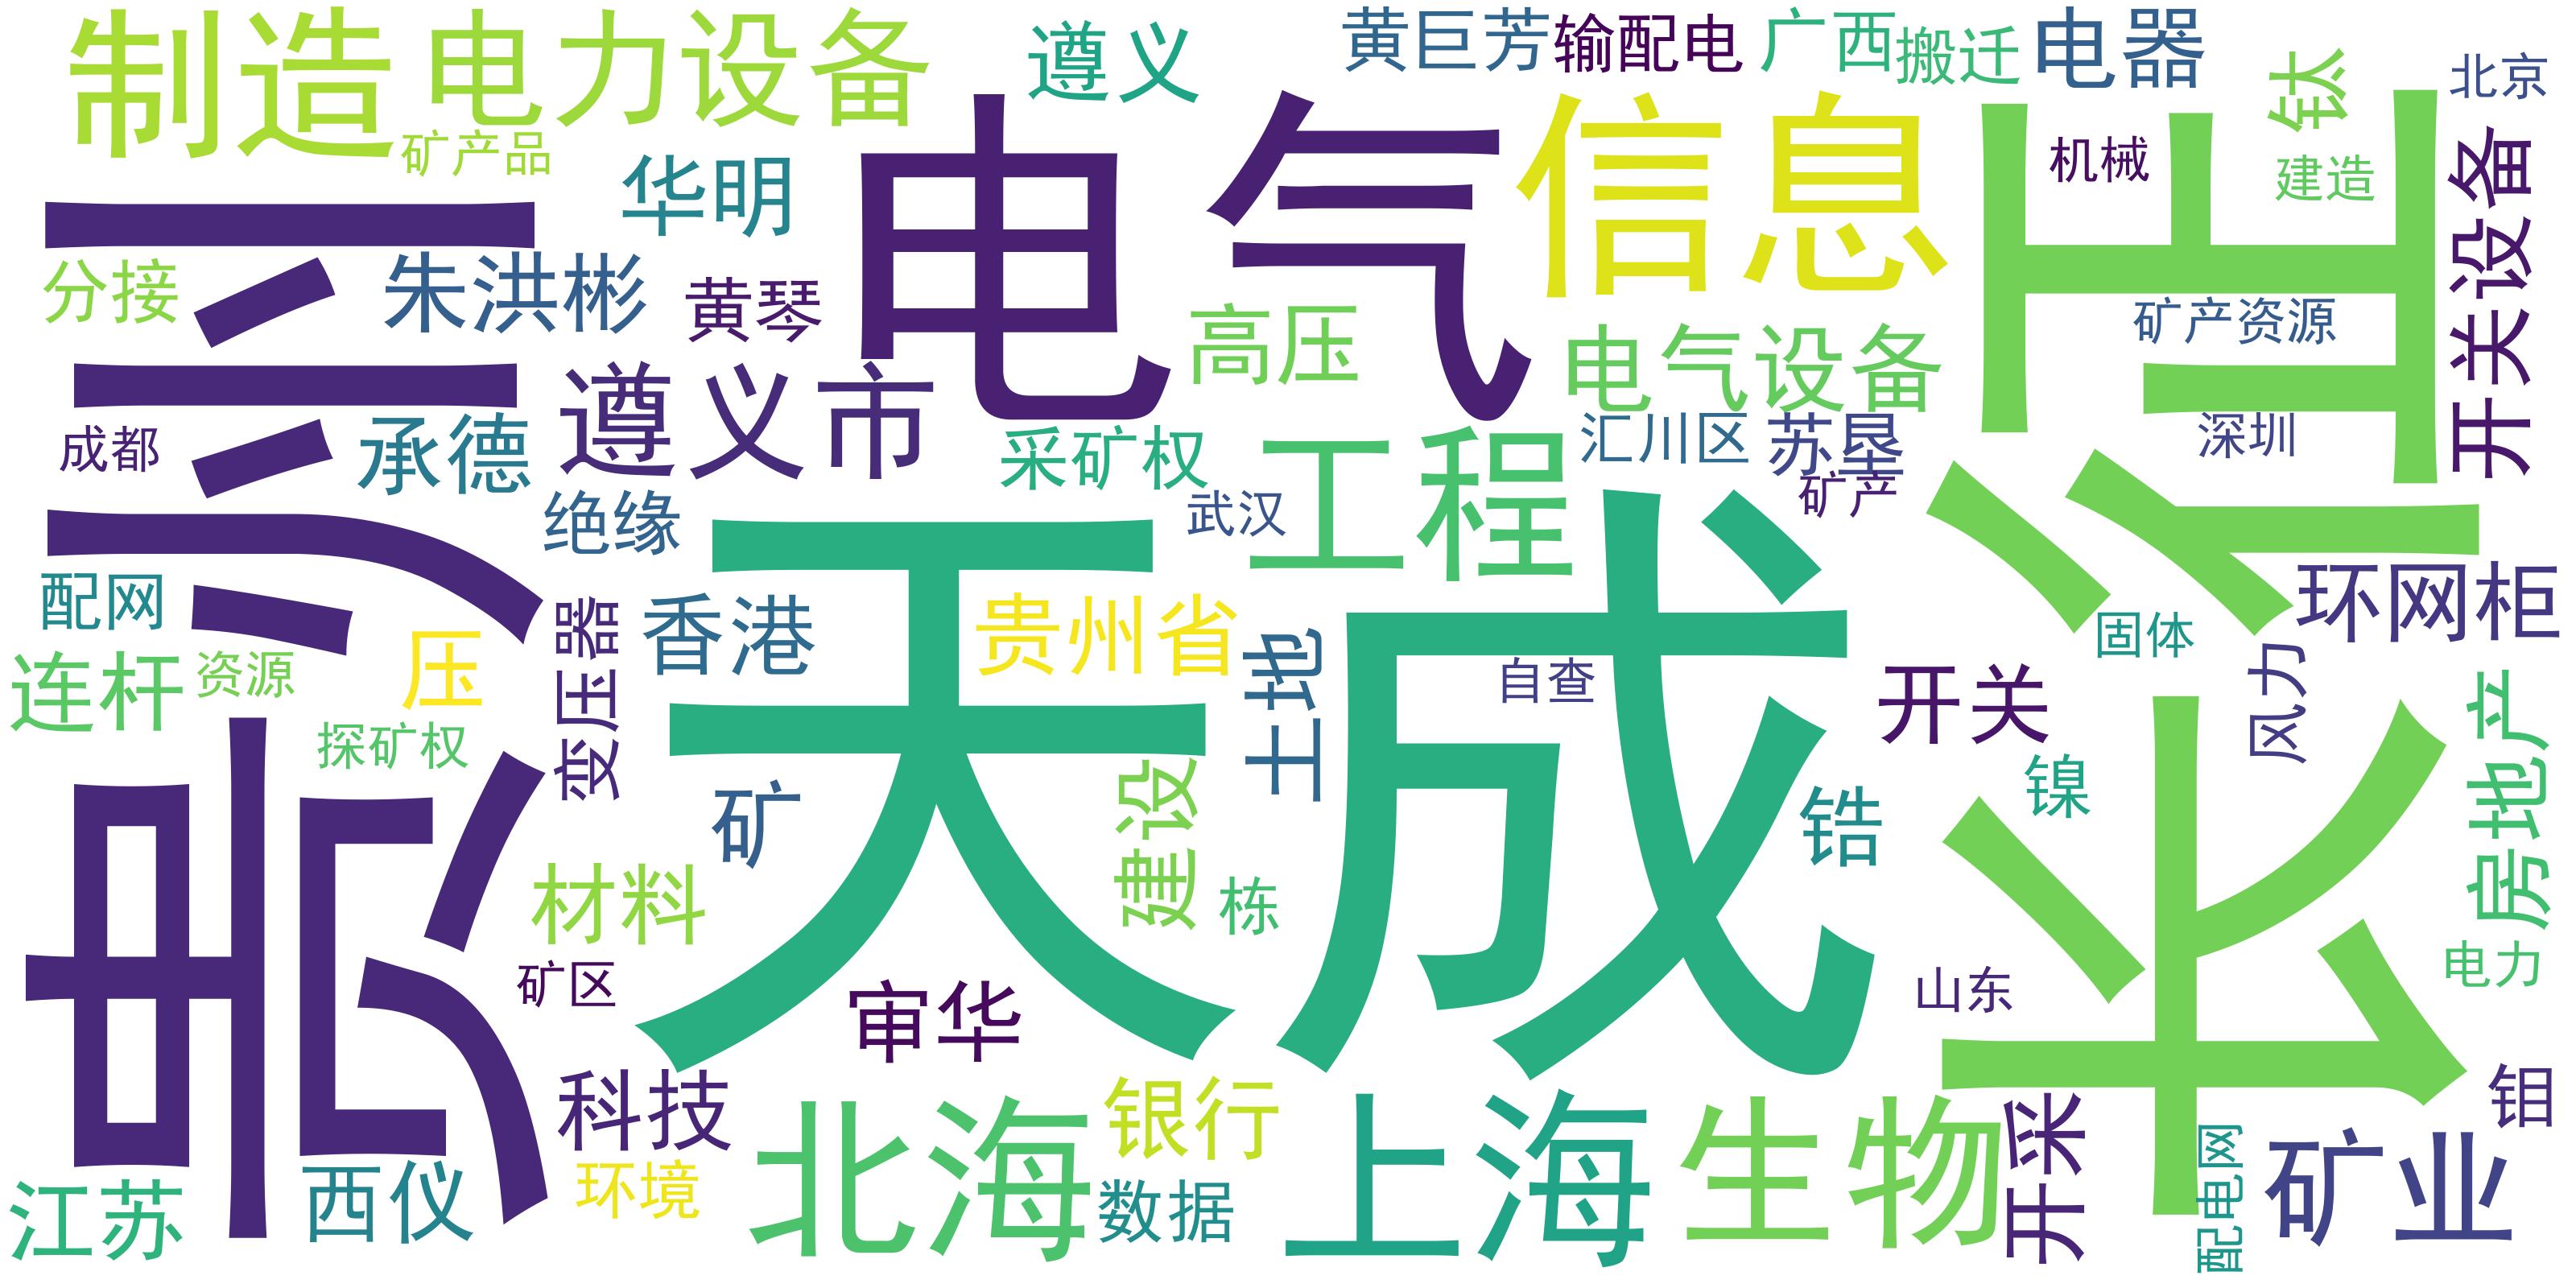 制造
电力设备
遵义
黄巨芳
输配电
广西
搬迁
电器
钛
北京
矿产品
华明
电气
信息
长征
机械
建造
开关设备
贵州
分接
朱洪彬
黄琴
高压
电气设备
矿产资源
成都
承德
遵义市
采矿权
工程
汇川区
苏垦
矿产
深圳
绝缘
武汉
天成
配网
变压器
香港
贵州省
土地
自查
固体
环网柜
连杆
资源
压
开关
风力
房地产
探矿权
矿
建设
锆
镍
材料
栋
矿区
审华
山东
电力
科技
北海
银行
上海
生物
开采
钼
江苏
西仪
环境
数据
配电网
矿业